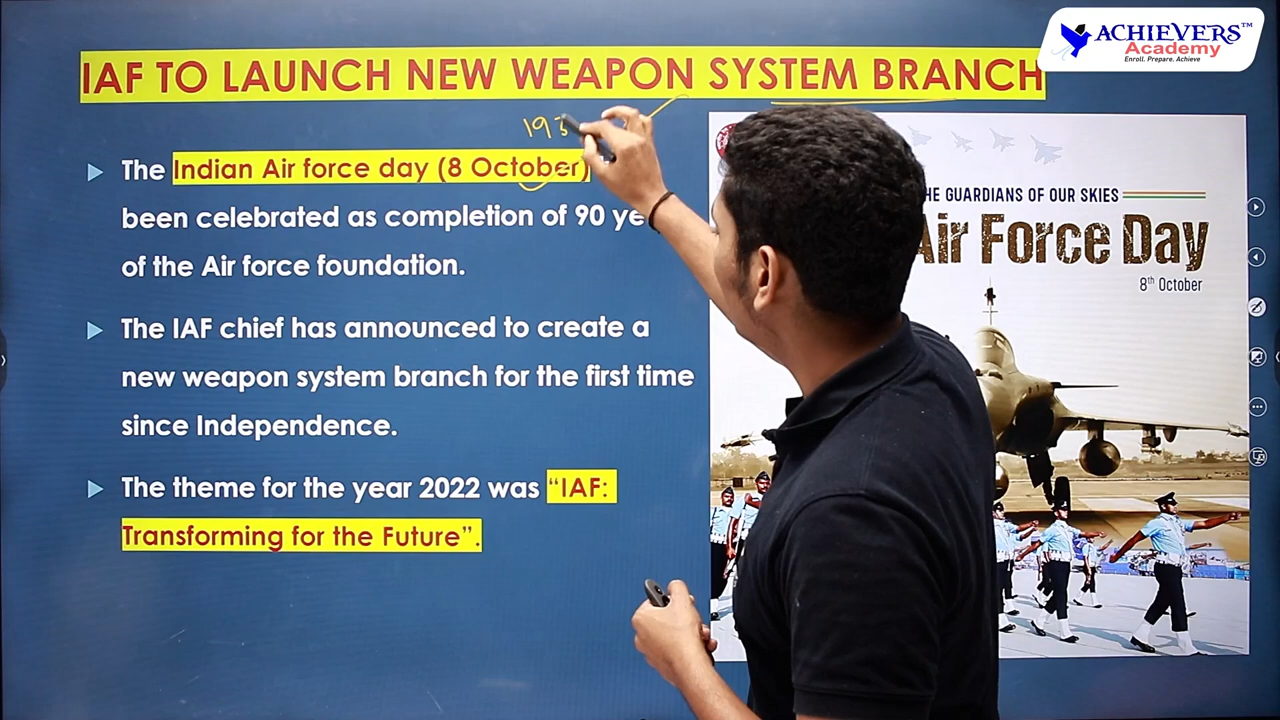 ACHIEVERS™
Academy
Enroll. Prepare. Achieve
IAF TO LAUNCH NEW WEAPON SYSTEM BRANCH
The Indian Air force day (8 October)
been celebrated as completion of 90 ye
of the Air force foundation.
The IAF chief has announced to create a
new weapon system branch for the first time
since Independence.
The theme for the year 2022 was “IAF:
Transforming for the Future”.
HE GUARDIANS OF OUR SKIES
Air Force Day
8th October